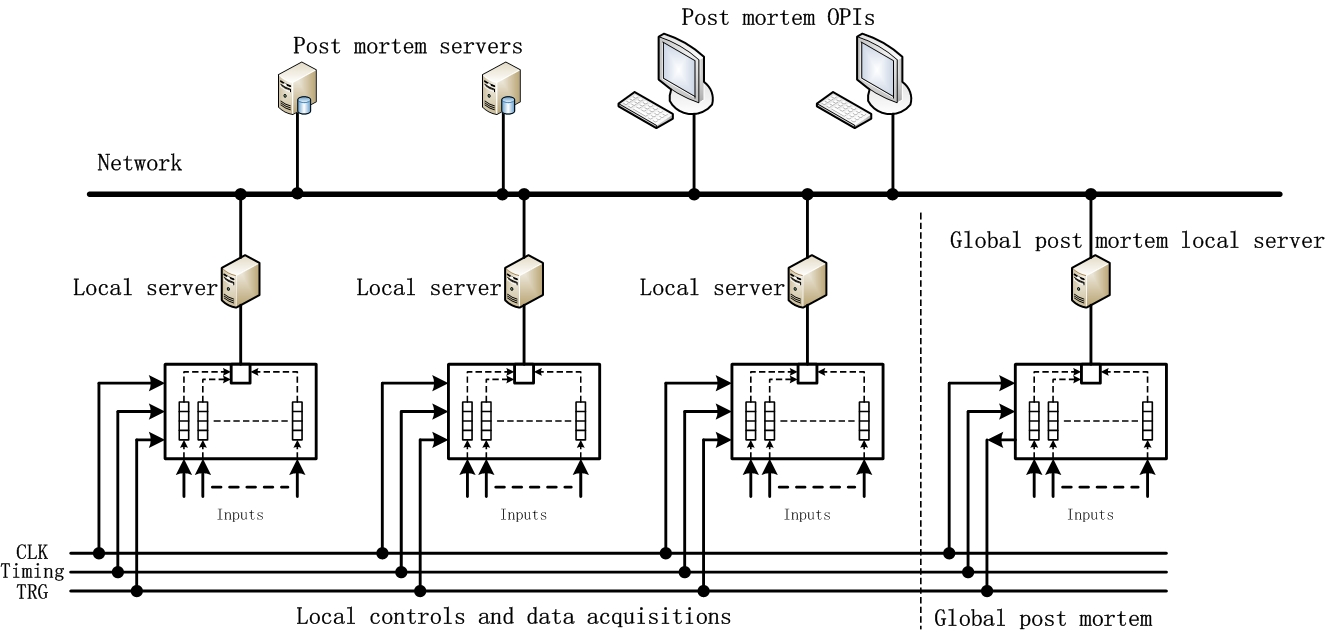 Post mortem OPIs
Post mortem servers
Network
Global post mortem local server
Local server
Local server
Local server
Inputs
Inputs
Inputs
Inputs
CLK
Timing
TRG
Local controls and data acquisitions
Global post mortem